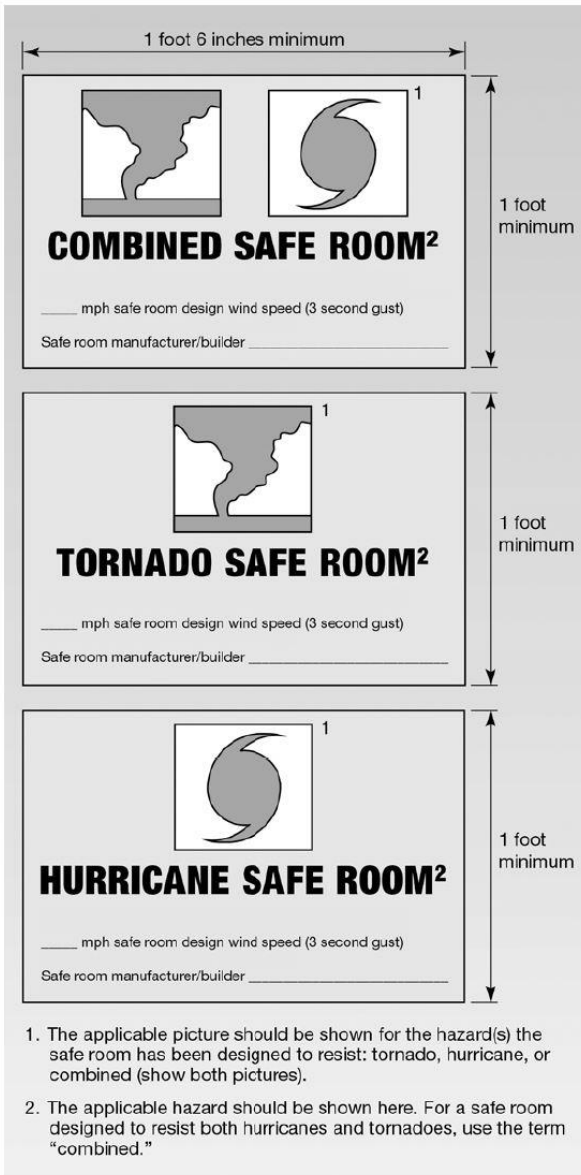 1 foot 6 inches minimum
1
1 foot
minimum
COMBINED SAFE ROOM²
____ mph safe room design wind speed (3 second gust)
Safe room manufacturer/builder ____________________
1
1 foot
minimum
TORNADO SAFE ROOM²
____ mph safe room design wind speed (3 second gust)
Safe room manufacturer/builder ____________________
1
1 foot
minimum
HURRICANE SAFE ROOM²
____ mph safe room design wind speed (3 second gust)
Safe room manufacturer/builder ____________________
1. The applicable picture should be shown for the hazard(s) the
safe room has been designed to resist: tornado, hurricane, or
combined (show both pictures).
2. The applicable hazard should be shown here. For a safe room
designed to resist both hurricanes and tornadoes, use the term
“combined.”